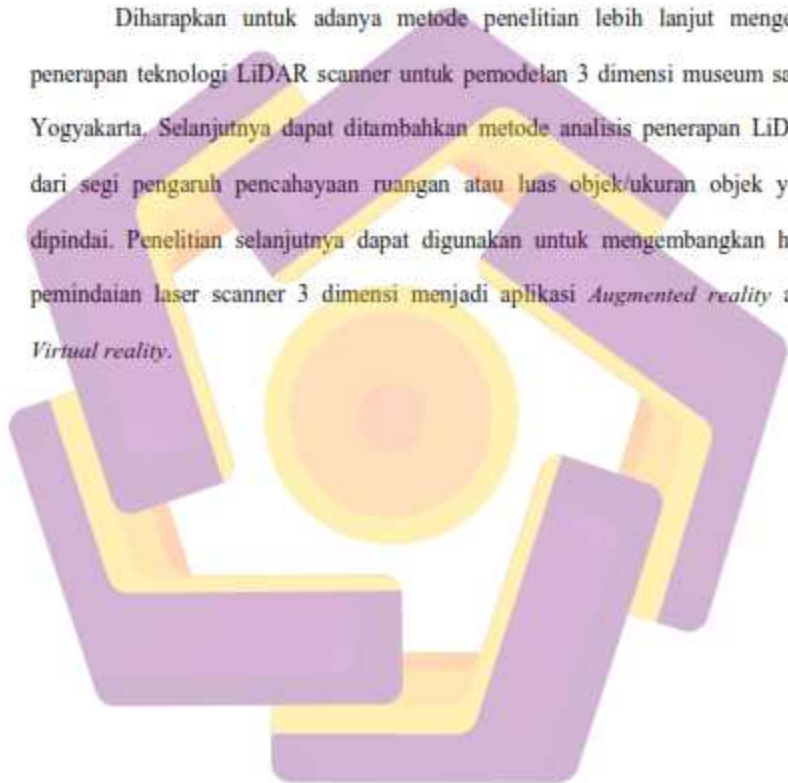 Diharapkan untuk adanya metode penelitian lebih lanjut menge
penerapan teknologi LiDAR scanner untuk pemodelan 3 dimensi museum sa
Yogyakarta. Selanjutnya dapat ditambahkan metode analisis penerapan LiD
dari segi pengaruh pencahayaan ruangan atau luas objek/ukuran objek y
dipindai. Penelitian selanjutnya dapat digunakan untuk mengembangkan h
pemindaian laser scanner 3 dimensi menjadi aplikasi Augmented reality a
Virtual reality.